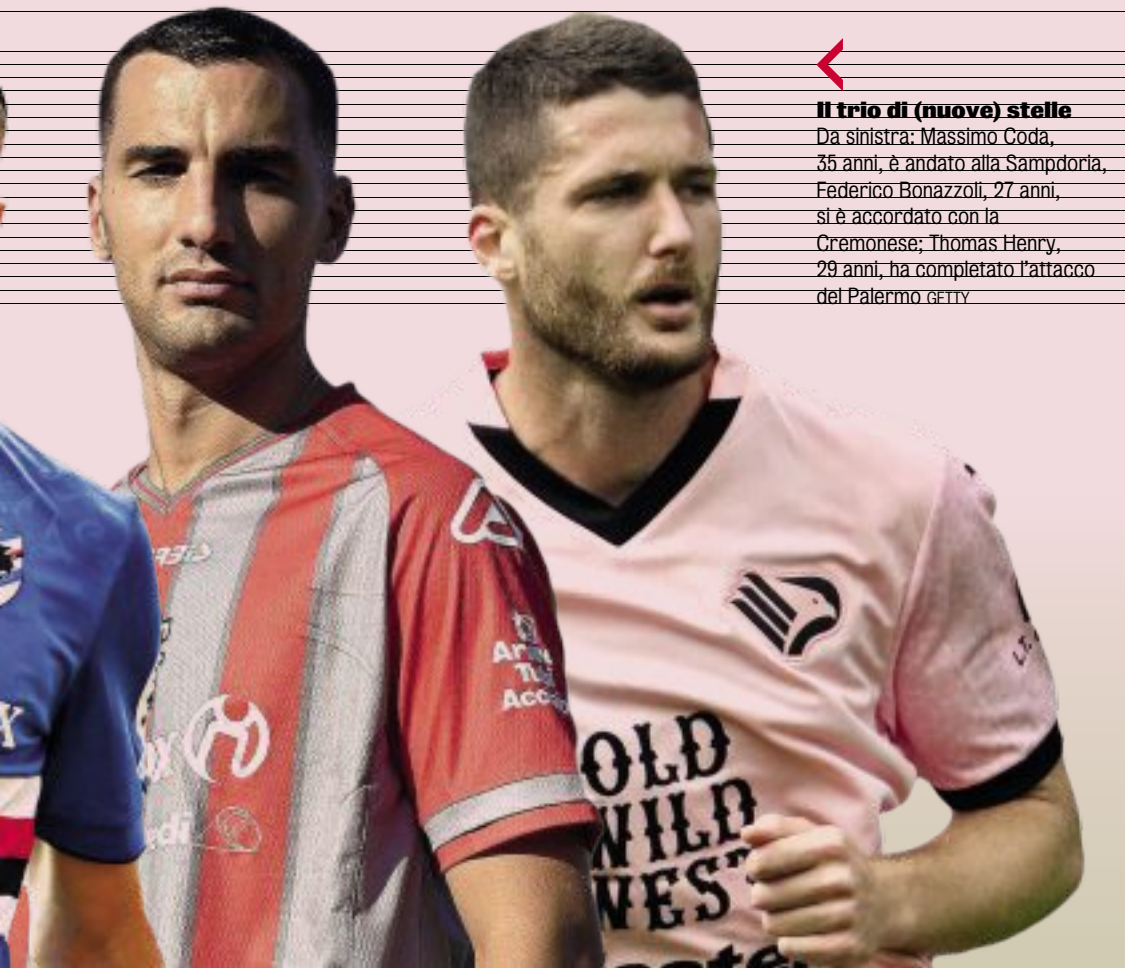 Il trio di (nuove) stelle
Da sinistra: Massimo Coda,
35 anni, è andato alla Sampdoria,
Federico Bonazzoli, 27 anni,
si è accordato con la
Cremonese; Thomas Henry,
29 anni, ha completato l'attacco
del Palermo GETTY
OLD
WILD
WEST